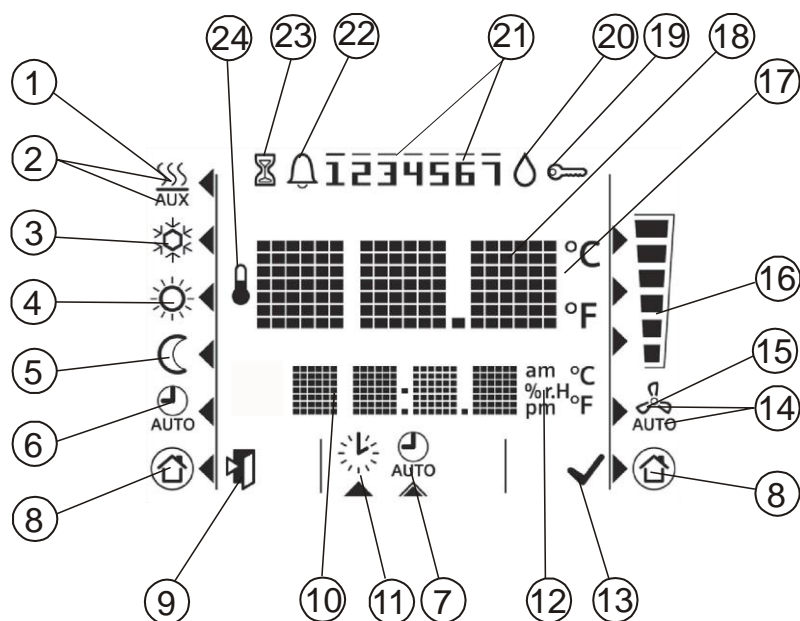 24 23 22 21 20 19 18
1 17
2
1234567
AUX
3
°C
4 16
°F
5 15
am °C
% r.H °F
pm
6 AUTO AUTO 14
AUTO
8 8
9 10 11 7 12 13